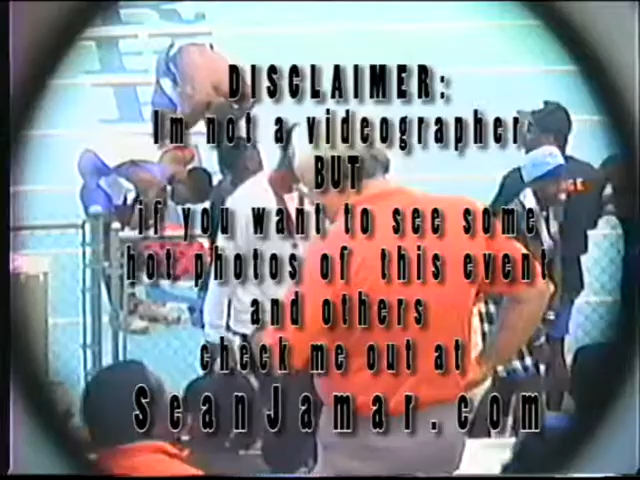 DISCLAIMER:
Im not a videographer
BUT
if you want to see some
hot photos of this event
and others
check me out at
SeanJamar.com